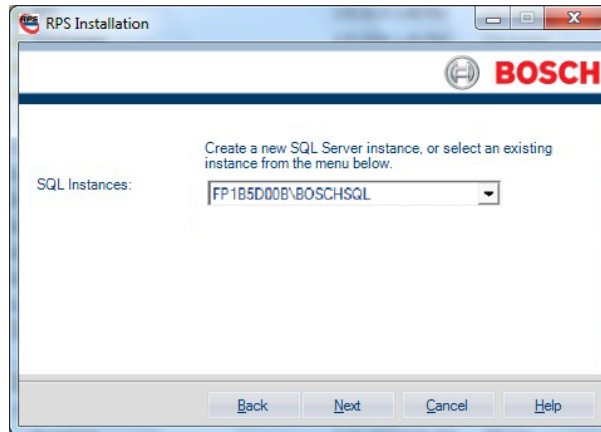 RPS Installation
BOSCH
Create a new SQL Server instance, or select an existing
instance from the menu below.
SQL Instances:
FP1B5D00B\BOSCHSQL
Back
Next
Cancel
Help